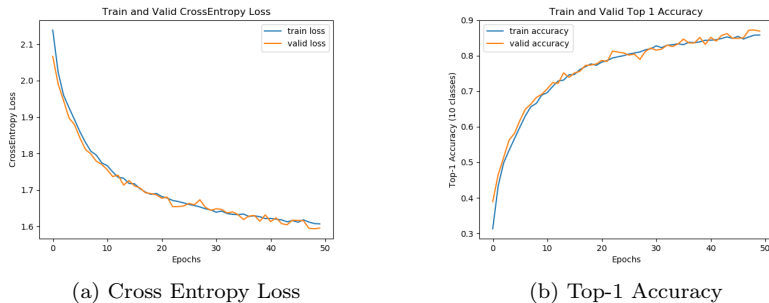 Train and Valid CrossEntropy Loss
train loss
valid loss
2.1
2.0
1.9
1.8
1.7
1.6
CrossEntropy Loss
0
10
20
30
40
50
Epochs
(a) Cross Entropy Loss
Train and Valid Top 1 Accuracy
train accuracy
valid accuracy
0.9
0.8
0.7
0.6
0.5
0.4
0.3
Top-1 Accuracy (10 classes)
0
10
20
30
40
50
Epochs
(b) Top-1 Accuracy